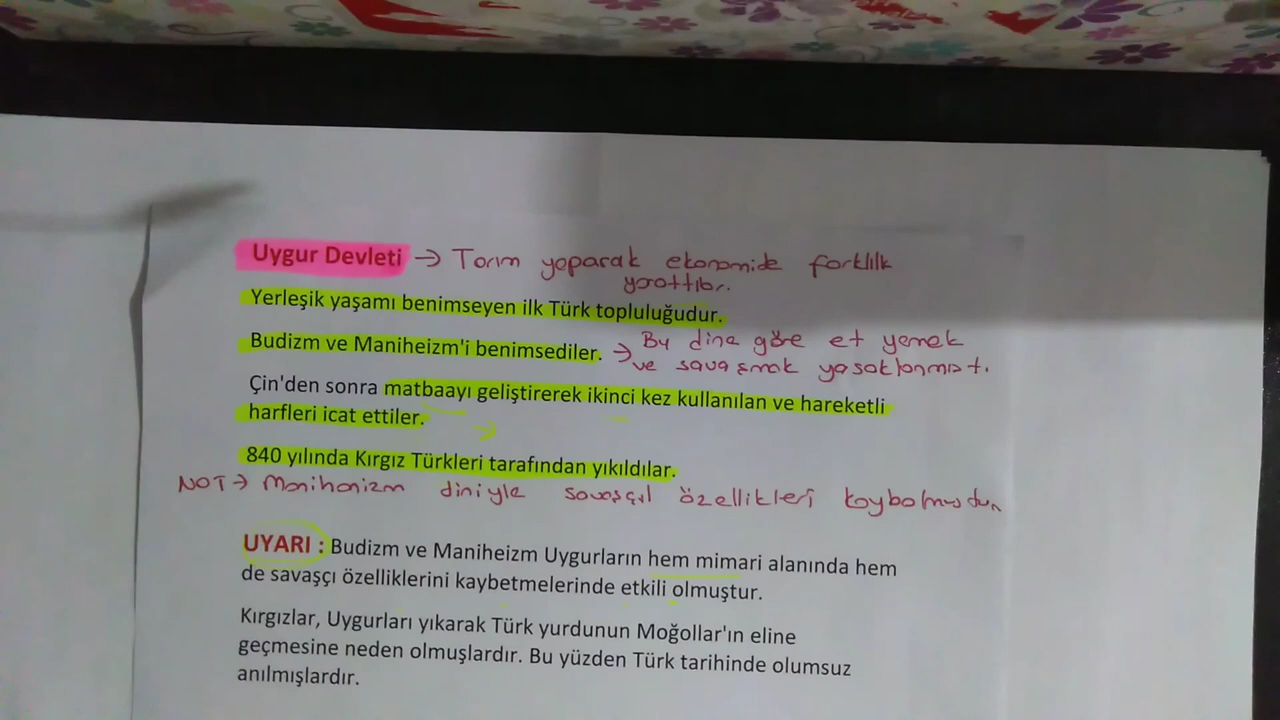 Uygur Devleti → Tarım yaparak ekonomide farklılık
yarattılar.
Yerleşik yaşamı benimseyen ilk Türk topluluğudur.
Budizm ve Maniheizm'i benimsediler. → Bu dine göre et yemek
ve savaşmak yasaklanmıştı.
Çin'den sonra matbaayı geliştirerek ikinci kez kullanılan ve hareketli
harfleri icat ettiler.
840 yılında Kırgız Türkleri tarafından yıkıldılar.
NOT → Manihanizm diniyle savaşçıl özellikleri kaybolmuştur.
UYARI : Budizm ve Maniheizm Uygurların hem mimari alanında hem
de savaşçı özelliklerini kaybetmelerinde etkili olmuştur.
Kırgızlar, Uygurları yıkarak Türk yurdunun Moğollar'ın eline
geçmesine neden olmuşlardır. Bu yüzden Türk tarihinde olumsuz
anılmışlardır.